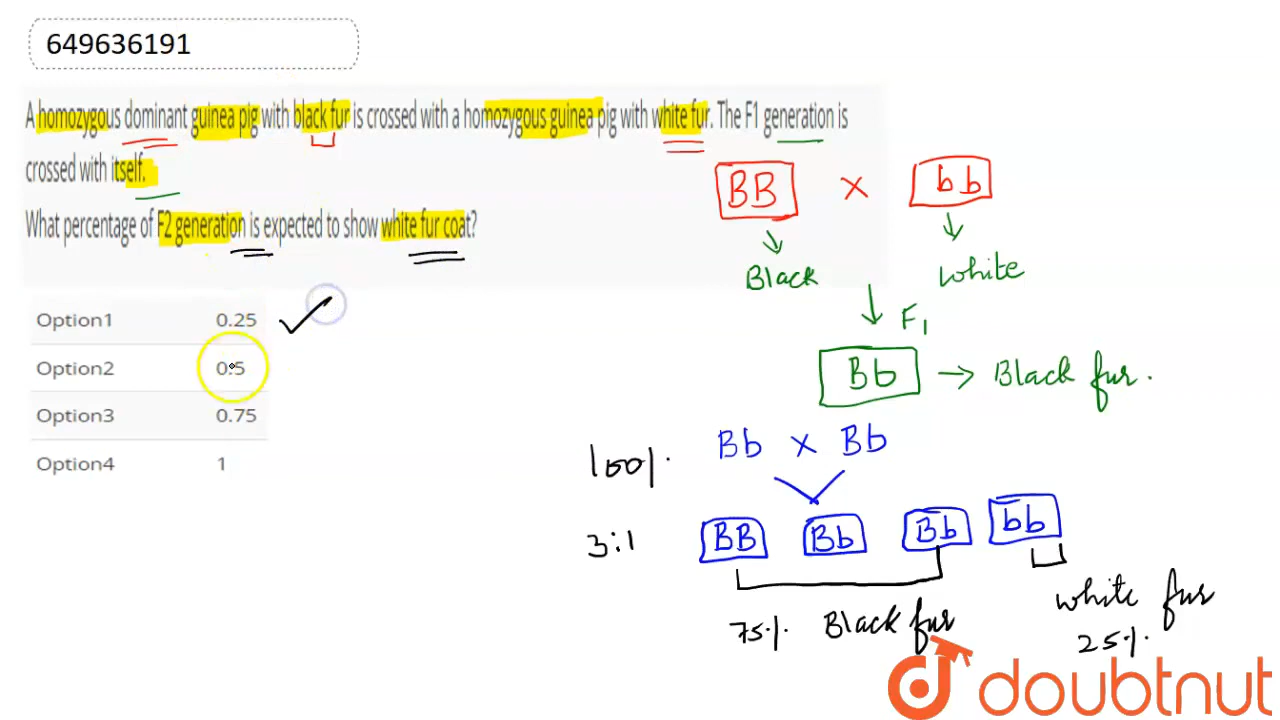 649636191
A homozygous dominant guinea pig with black fur is crossed with a homozygous guinea pig with white fur. The F1 generation is
crossed with itself.
What percentage of F2 generation is expected to show white fur coat?
Option1 0.25
Option2 0.5
Option3 0.75
Option4 1
BB × bb
Black White
F1
Bb → Black fur.
100%. Bb × Bb
3:1 BB Bb Bb bb
75%. Black fur
White fur
25%.
doubtnut